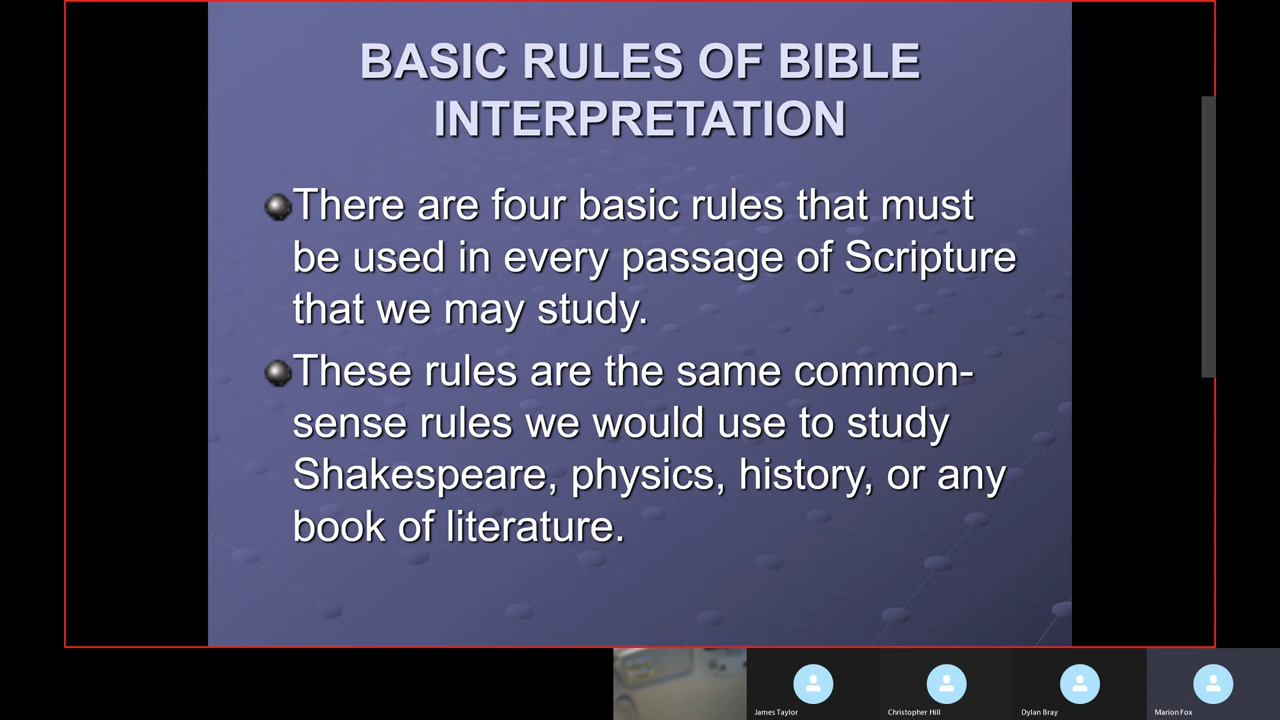 BASIC RULES OF BIBLE
INTERPRETATION
There are four basic rules that must
be used in every passage of Scripture
that we may study.
These rules are the same common-
sense rules we would use to study
Shakespeare, physics, history, or any
book of literature.
James Taylor
Christopher Hill
Dylan Bray
Marion Fox